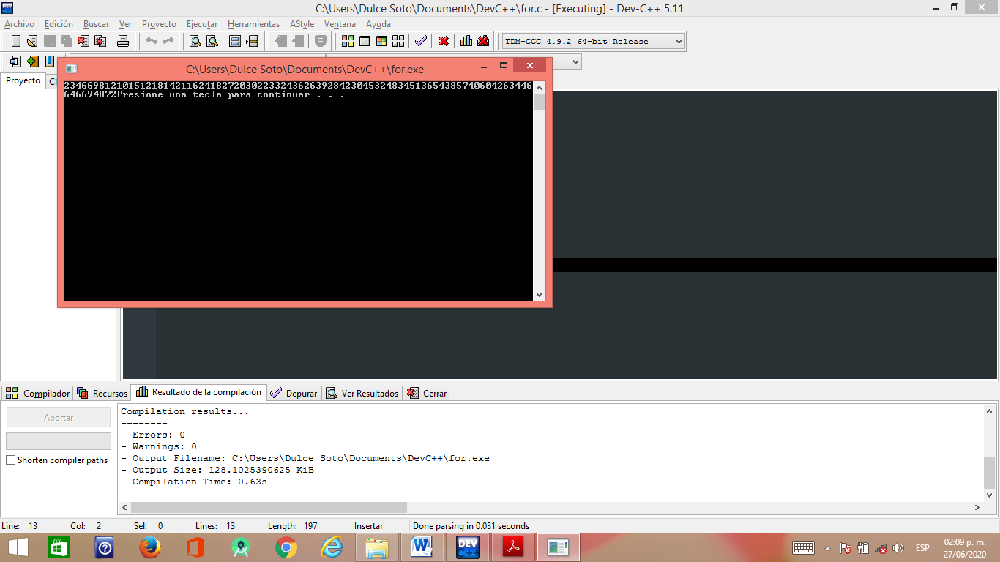 C:\Users\Dulce Soto\Documents\DevC++\for.c - [Executing] - Dev-C++ 5.11
Archivo Edición Buscar Ver Proyecto Ejecutar Herramientas AStyle Ventana Ayuda
TDM-GCC 4.9.2 64-bit Release
Proyecto
C:\Users\Dulce Soto\Documents\DevC++\for.exe
23466981210151218142116241827203022332436263928423045324834513654385740604263446
646694872Presione una tecla para continuar . . .
Compilador Recursos Resultado de la compilación Depurar Ver Resultados Cerrar
Abortar
Shorten compiler paths
Compilation results...
--------
- Errors: 0
- Warnings: 0
- Output Filename: C:\Users\Dulce Soto\Documents\DevC++\for.exe
- Output Size: 128.1025390625 KiB
- Compilation Time: 0.63s
Line: 13 Col: 2 Sel: 0 Lines: 13 Length: 197 Insertar Done parsing in 0.031 seconds
ESP
02:09 p. m.
27/06/2020